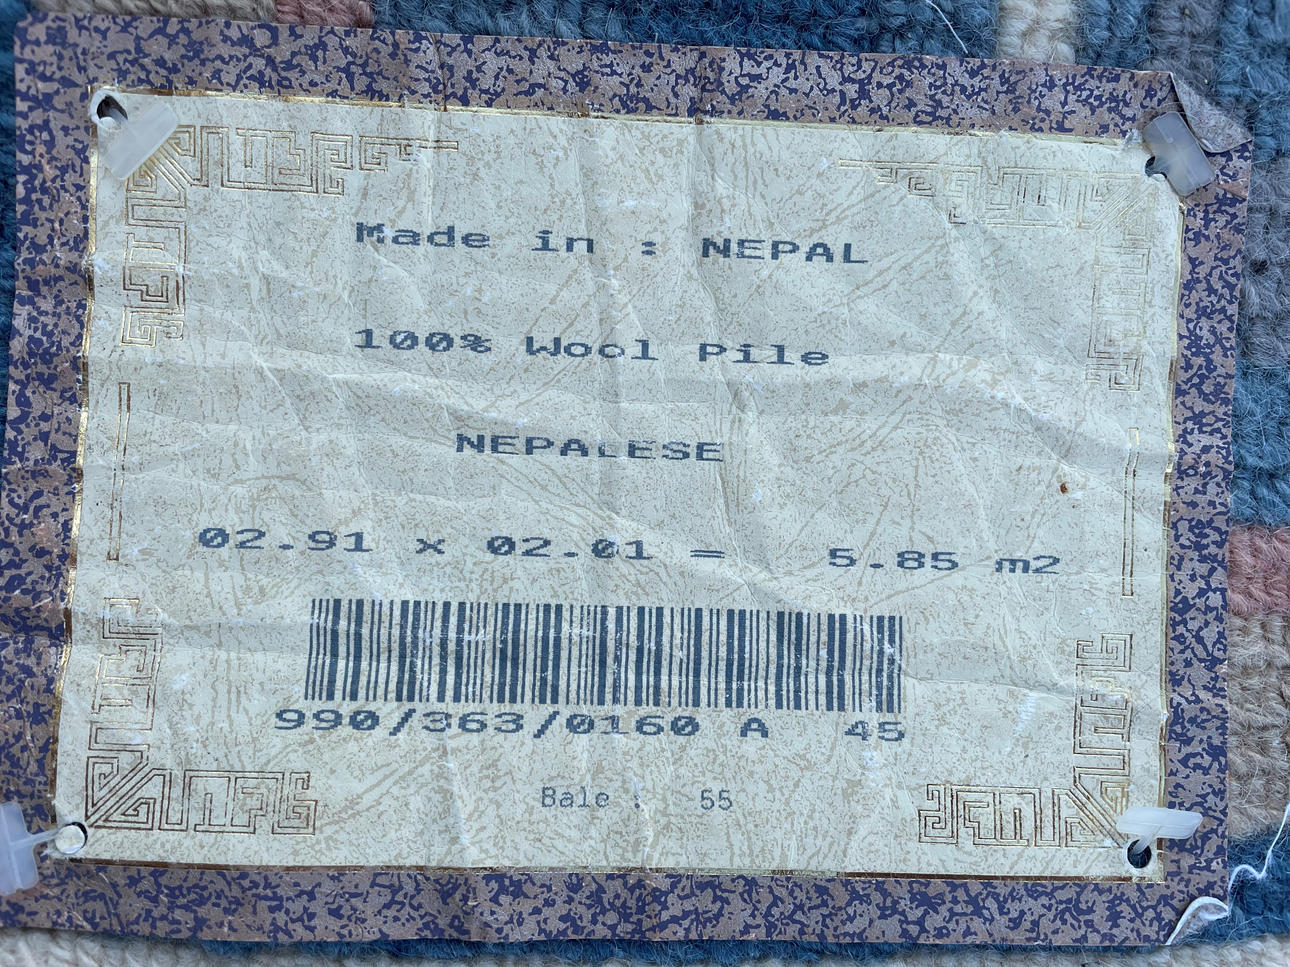 Made in : NEPAL
100% Wool Pile
NEPALESE
02.91 x 02.01 = 5.85 m2
990/363/0160 A 45
Bale : 55